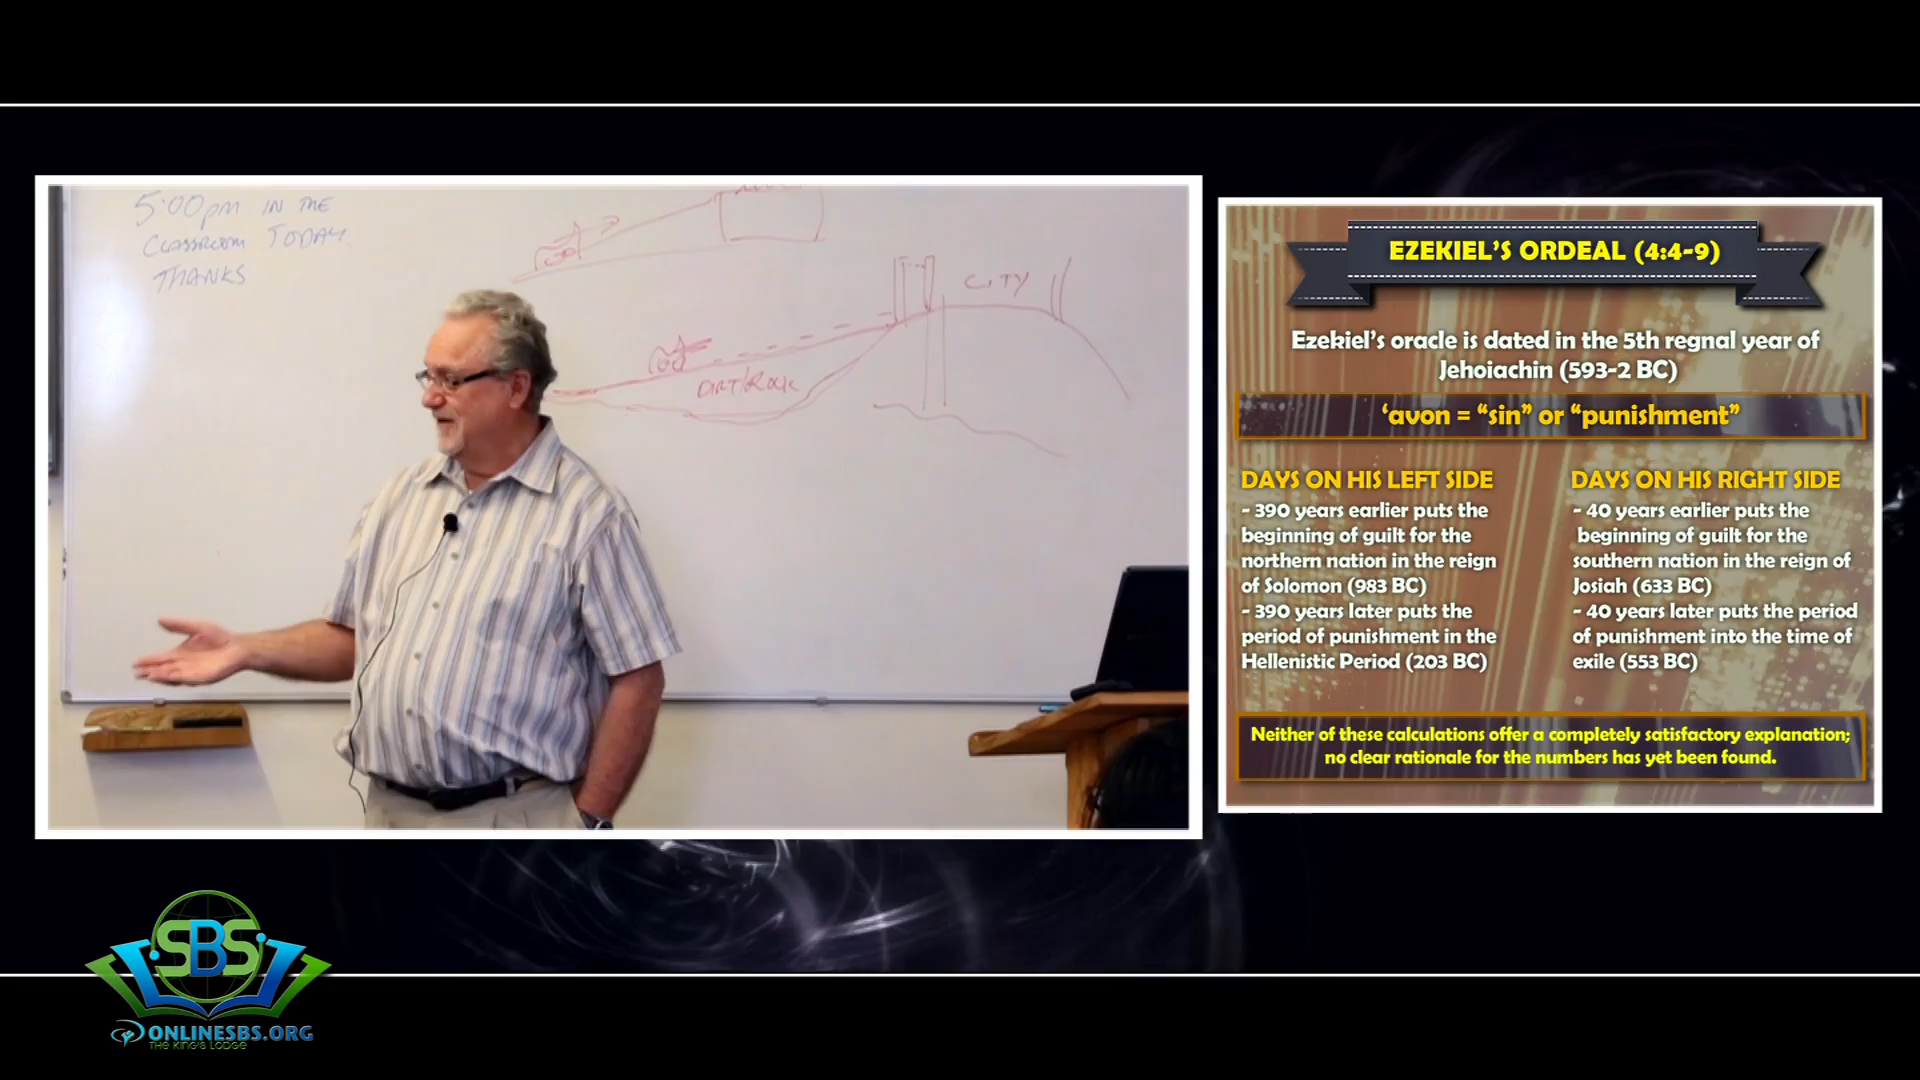 5:00pm IN THE
CLASSROOM TODAY.
THANKS
CITY
DIRT/ROCK
EZEKIEL'S ORDEAL (4:4-9)
Ezekiel's oracle is dated in the 5th regnal year of
Jehoiachin (593-2 BC)
'avon = "sin" or "punishment"
DAYS ON HIS LEFT SIDE
- 390 years earlier puts the
beginning of guilt for the
northern nation in the reign
of Solomon (983 BC)
- 390 years later puts the
period of punishment in the
Hellenistic Period (203 BC)
DAYS ON HIS RIGHT SIDE
- 40 years earlier puts the
beginning of guilt for the
southern nation in the reign of
Josiah (633 BC)
- 40 years later puts the period
of punishment into the time of
exile (553 BC)
Neither of these calculations offer a completely satisfactory explanation;
no clear rationale for the numbers has yet been found.
SBS
ONLINESBS.ORG
THE KING'S LODGE